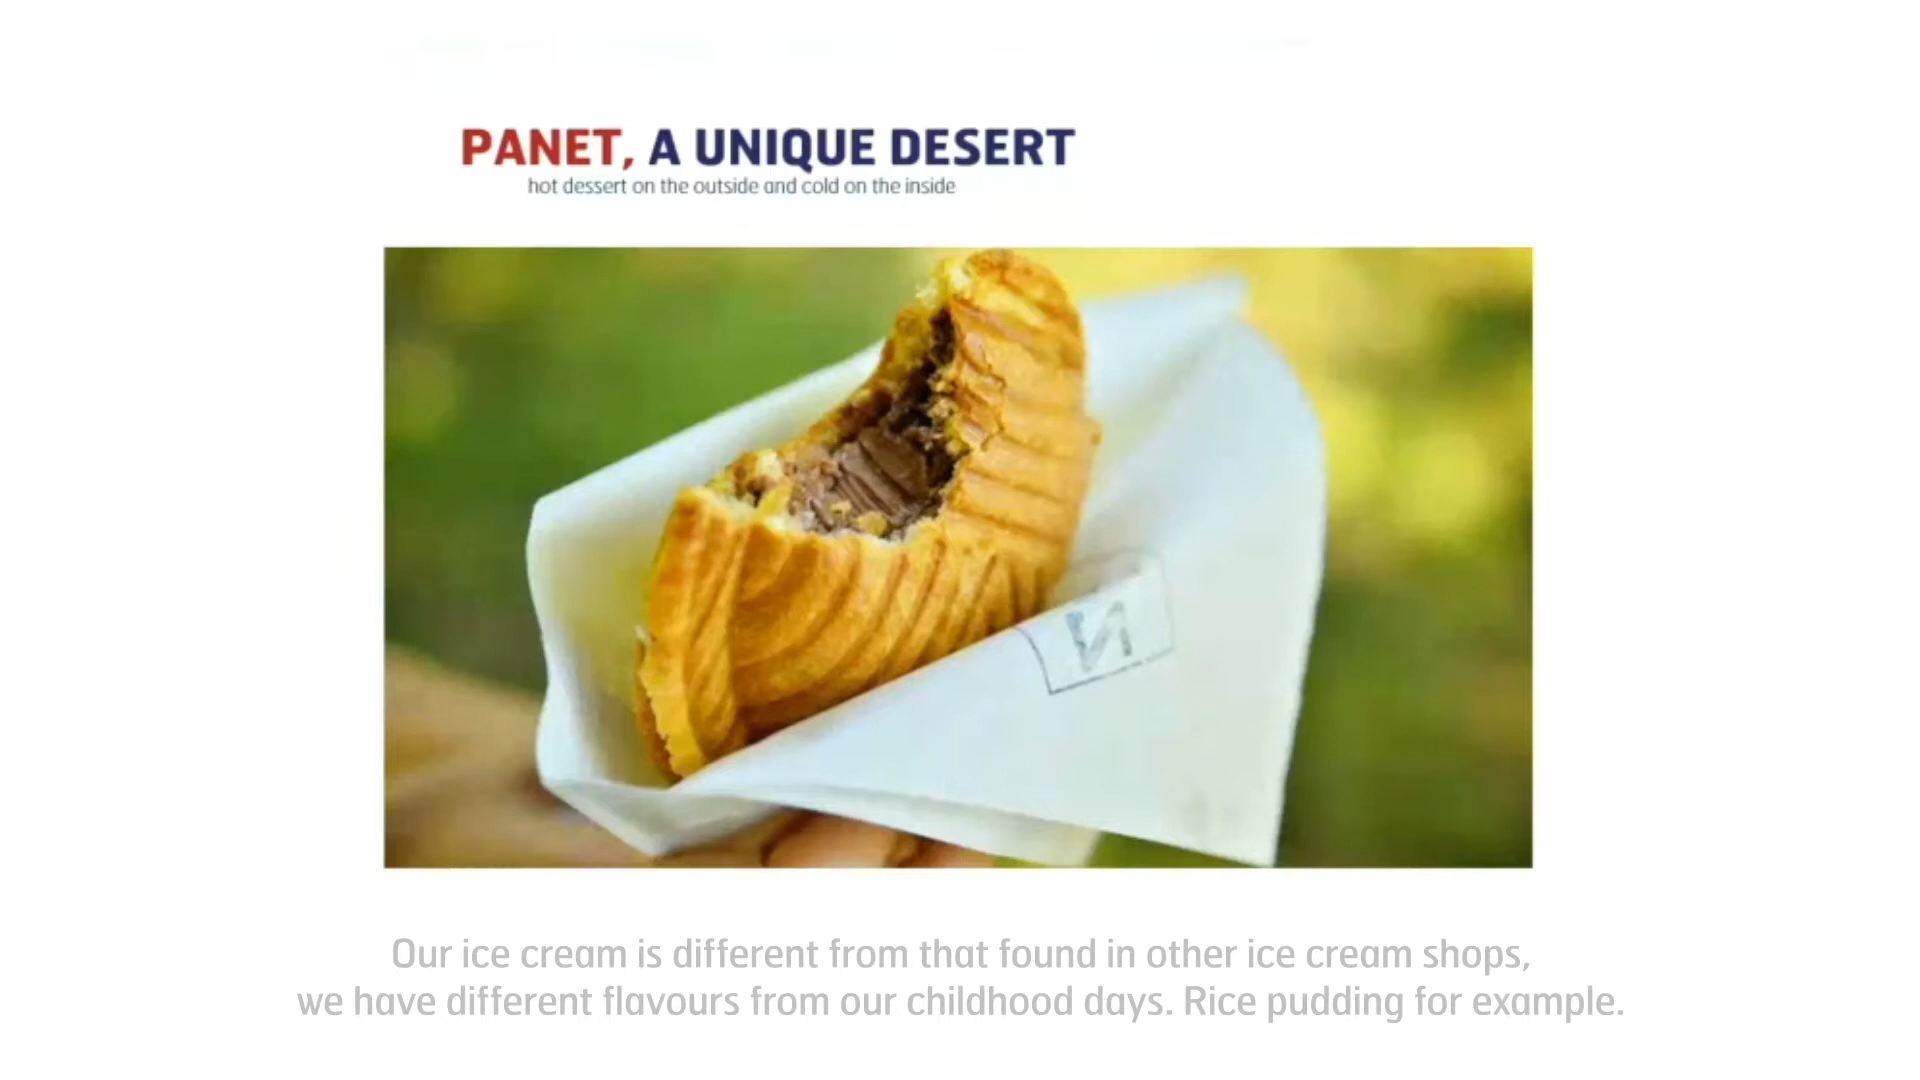 PANET, A UNIQUE DESERT
hot dessert on the outside and cold on the inside
N
Our ice cream is different from that found in other ice cream shops,
we have different flavours from our childhood days. Rice pudding for example.